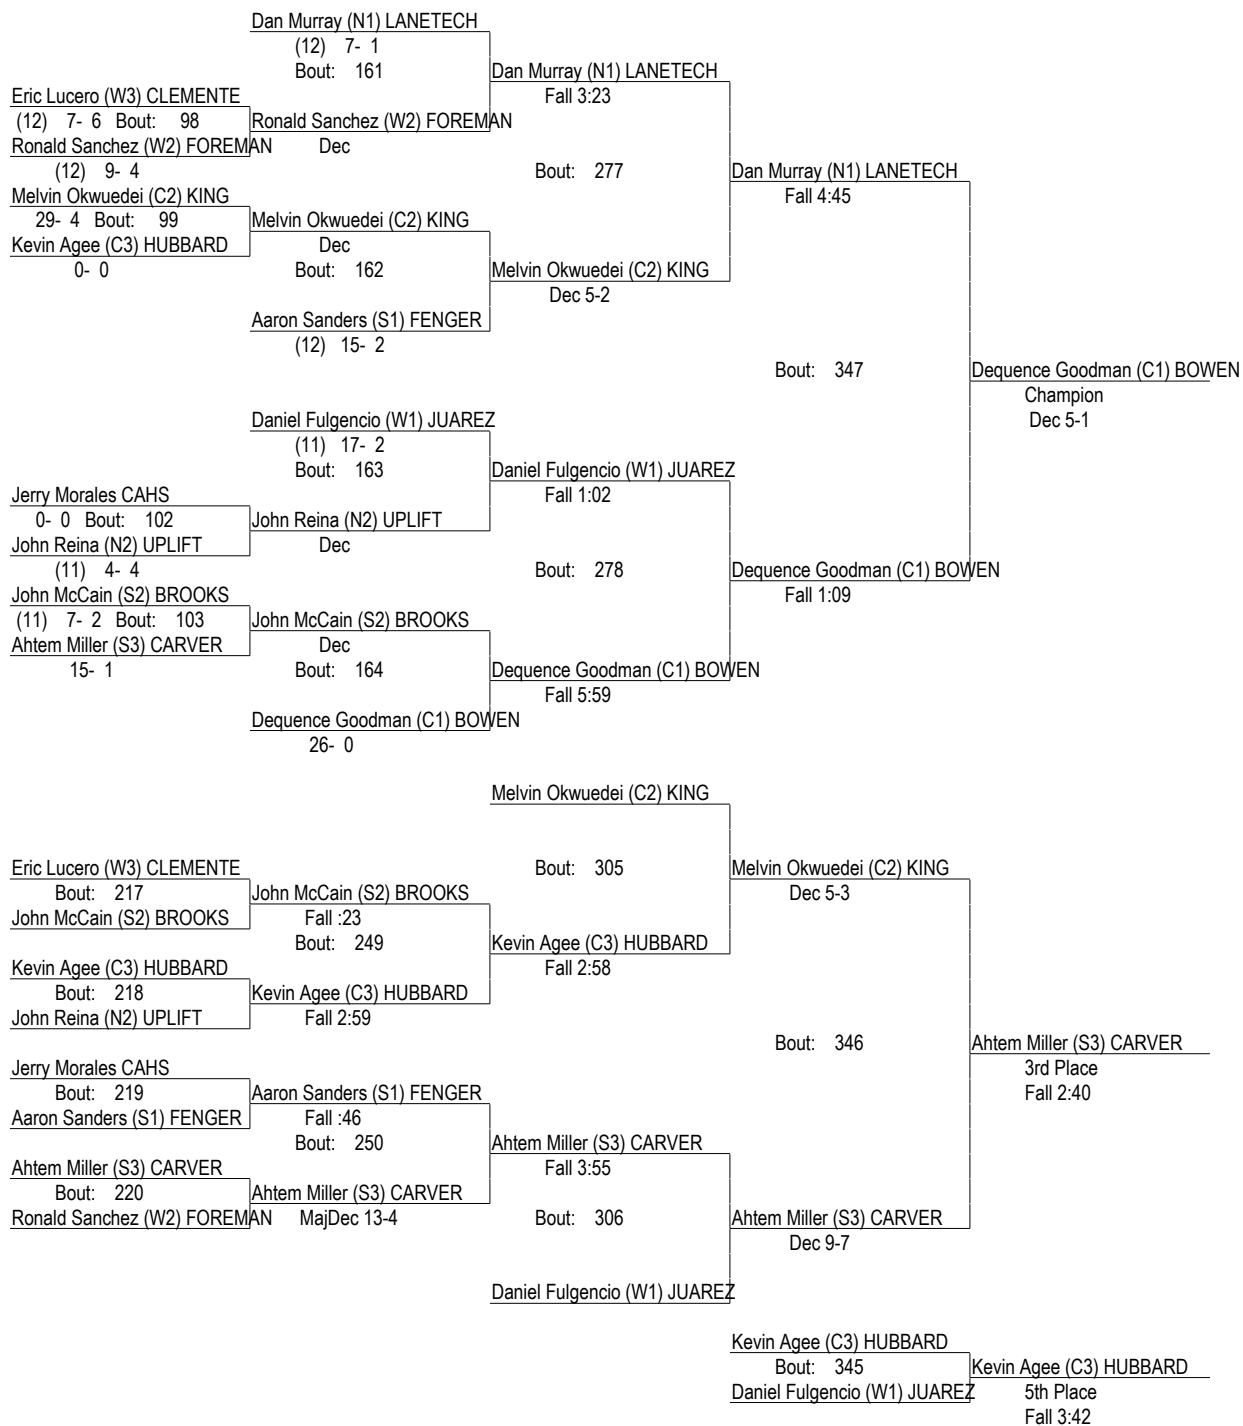 Dan Murray (N1) LANETECH
(12) 7- 1
Bout: 161
Dan Murray (N1) LANETECH
Fall 3:23
Eric Lucero (W3) CLEMENTE
(12) 7- 6 Bout: 98
Ronald Sanchez (W2) FOREMAN
Ronald Sanchez (W2) FOREMAN
Dec
(12) 9- 4
Bout: 277
Dan Murray (N1) LANETECH
Fall 4:45
Melvin Okwuedei (C2) KING
29- 4 Bout: 99
Melvin Okwuedei (C2) KING
Kevin Agee (C3) HUBBARD
Dec
0- 0
Bout: 162
Melvin Okwuedei (C2) KING
Dec 5-2
Aaron Sanders (S1) FENGER
(12) 15- 2
Bout: 347
Dequence Goodman (C1) BOWEN
Champion
Dec 5-1
Daniel Fulgencio (W1) JUAREZ
(11) 17- 2
Bout: 163
Daniel Fulgencio (W1) JUAREZ
Fall 1:02
Jerry Morales CAHS
0- 0 Bout: 102
John Reina (N2) UPLIFT
John Reina (N2) UPLIFT
Dec
(11) 4- 4
Bout: 278
Dequence Goodman (C1) BOWEN
Fall 1:09
John McCain (S2) BROOKS
(11) 7- 2 Bout: 103
John McCain (S2) BROOKS
Ahtem Miller (S3) CARVER
Dec
15- 1
Bout: 164
Dequence Goodman (C1) BOWEN
Fall 5:59
Dequence Goodman (C1) BOWEN
26- 0
Melvin Okwuedei (C2) KING
Bout: 305
Melvin Okwuedei (C2) KING
Dec 5-3
Eric Lucero (W3) CLEMENTE
Bout: 217
John McCain (S2) BROOKS
John McCain (S2) BROOKS
Fall :23
Bout: 249
Kevin Agee (C3) HUBBARD
Fall 2:58
Kevin Agee (C3) HUBBARD
Bout: 218
Kevin Agee (C3) HUBBARD
John Reina (N2) UPLIFT
Fall 2:59
Bout: 346
Ahtem Miller (S3) CARVER
3rd Place
Fall 2:40
Jerry Morales CAHS
Bout: 219
Aaron Sanders (S1) FENGER
Aaron Sanders (S1) FENGER
Fall :46
Bout: 250
Ahtem Miller (S3) CARVER
Fall 3:55
Ahtem Miller (S3) CARVER
Bout: 220
Ahtem Miller (S3) CARVER
Ronald Sanchez (W2) FOREMAN
MajDec 13-4
Bout: 306
Ahtem Miller (S3) CARVER
Dec 9-7
Daniel Fulgencio (W1) JUAREZ
Kevin Agee (C3) HUBBARD
Bout: 345
Kevin Agee (C3) HUBBARD
Daniel Fulgencio (W1) JUAREZ
5th Place
Fall 3:42